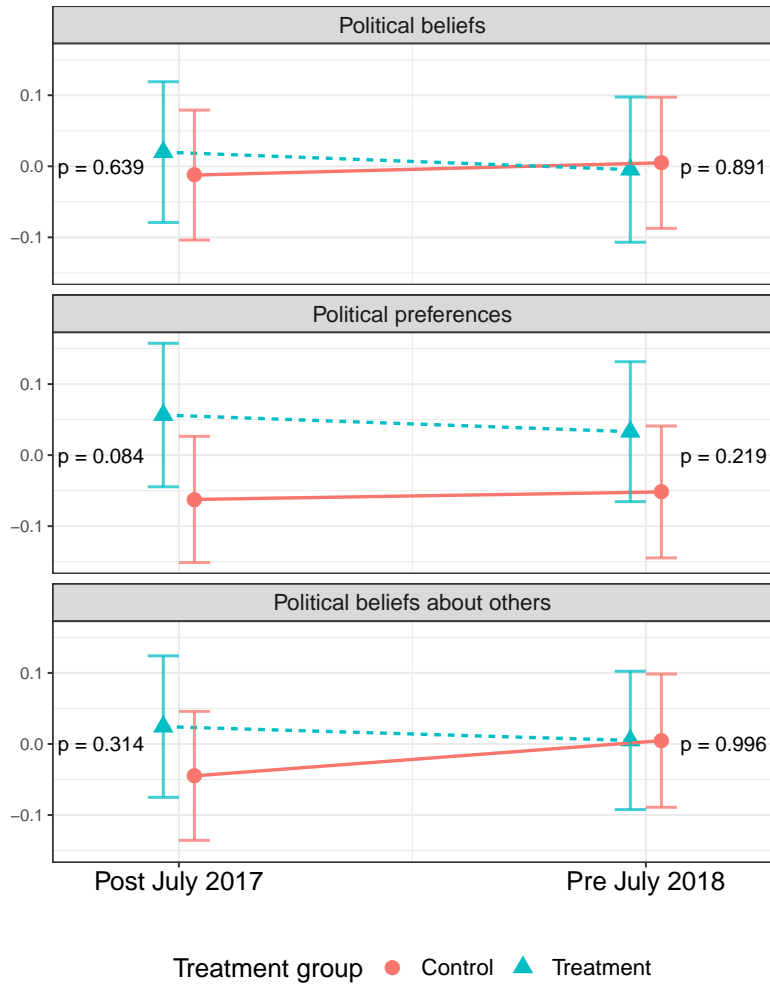 Political beliefs
0.1
0.0
−0.1
p = 0.639
p = 0.891
Political preferences
0.1
0.0
−0.1
p = 0.084
p = 0.219
Political beliefs about others
0.1
0.0
−0.1
p = 0.314
p = 0.996
Post July 2017
Pre July 2018
Treatment group Control Treatment